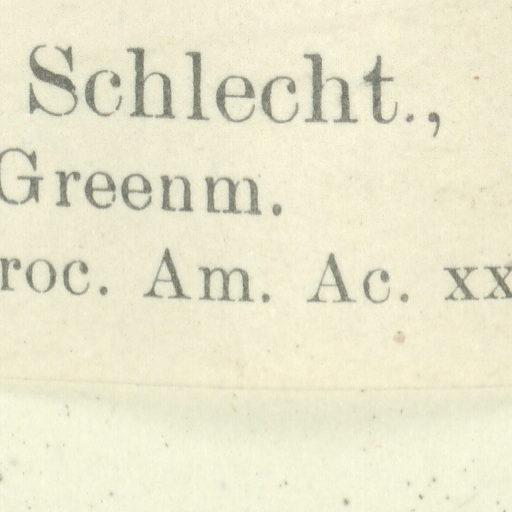 Schlecht.,
Greenm.
roc. Am. Ac. xx